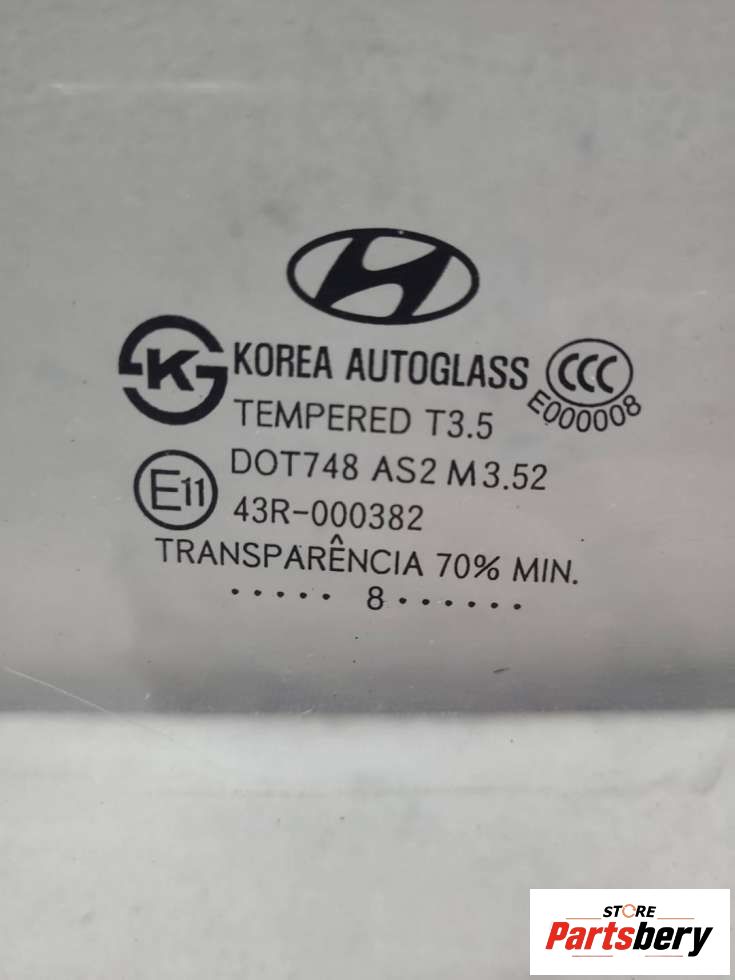 KOREA AUTOGLASS
CCC
E000008
K
TEMPERED T3.5
DOT748 AS2 M3.52
E11
43R-000382
TRANSPARÊNCIA 70% MIN.
..... 8 ......
STORE
Partsbery